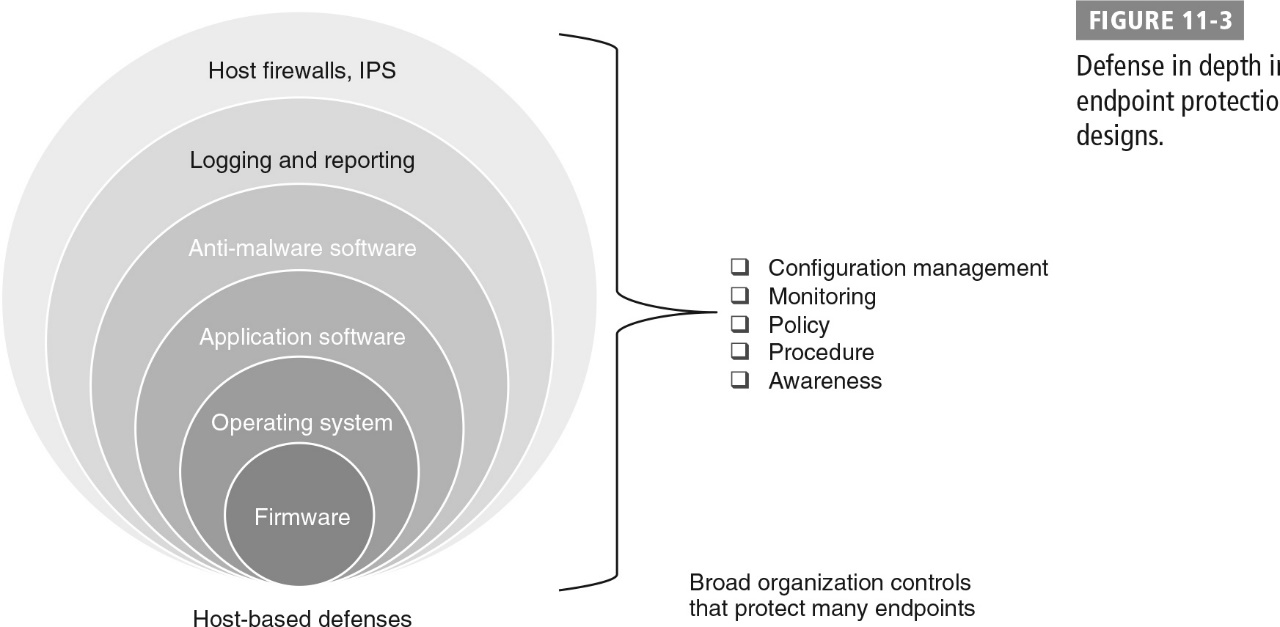 FIGURE 11-3
Defense in depth
endpoint
designs.
Host firewalls, IPS
Logging and reporting
Anti-malware software
Application software
Operating system
Firmware
Host-based defenses
❑ Configuration management
❑ Monitoring
❑ Policy
❑ Procedure
❑ Awareness
Broad organization controls
that protect many endpoints